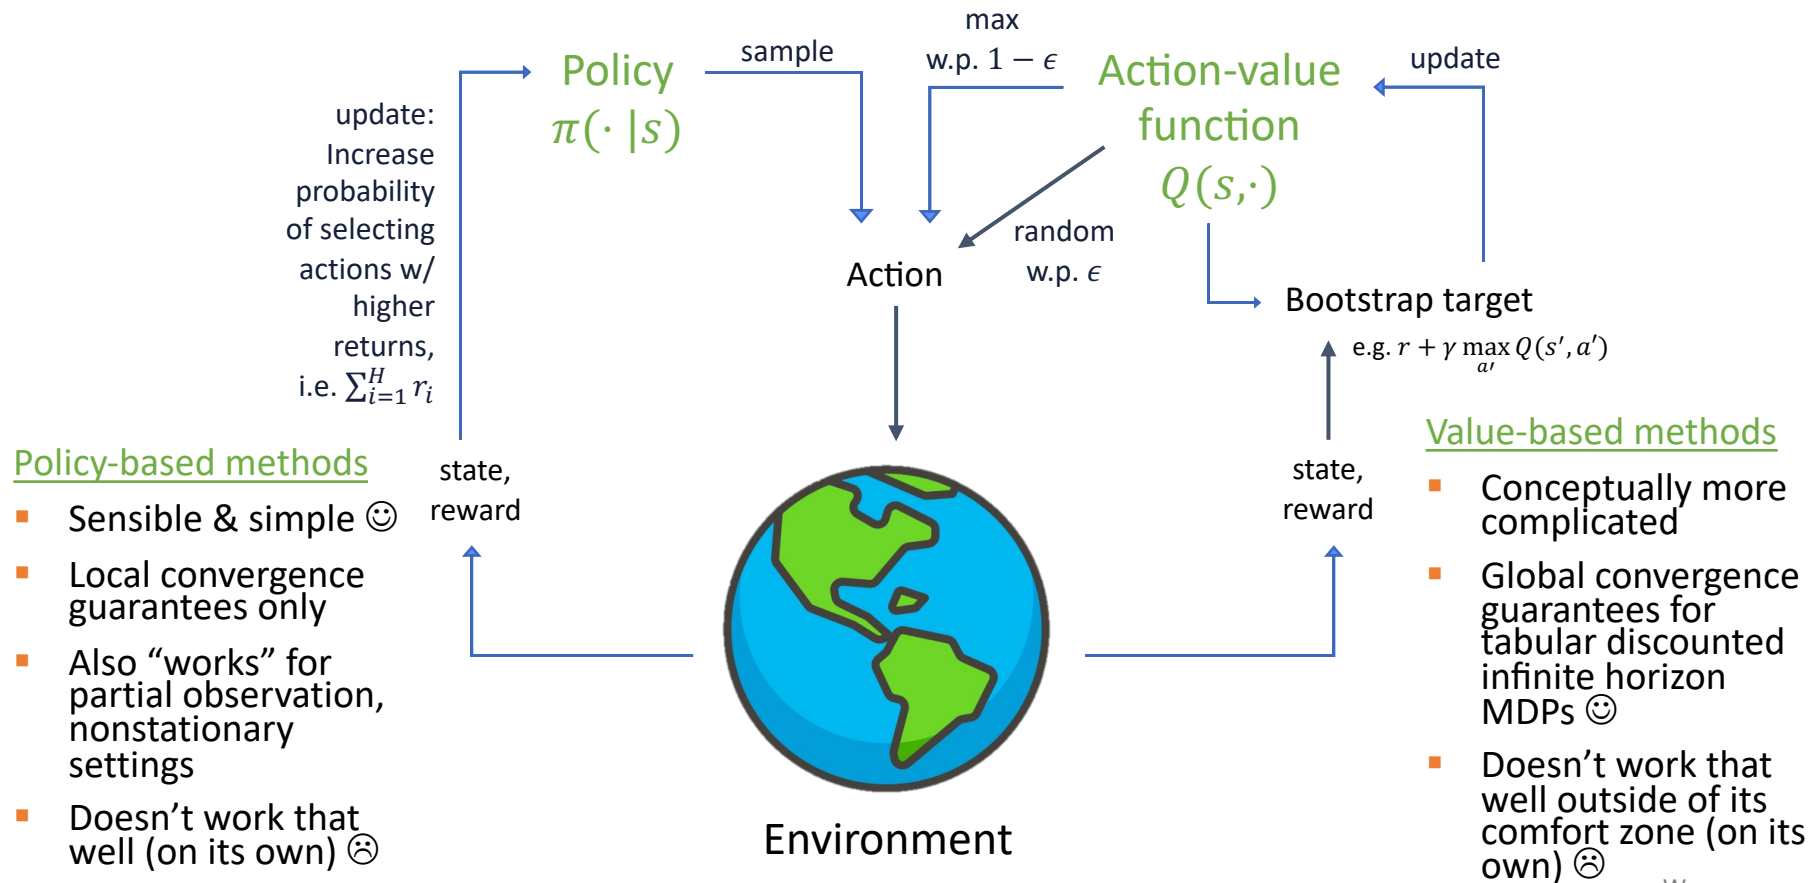 max
w.p. 1 − ϵ
sample
Policy
π(· |s)
Action-value
function
Q(s,·)
update
update:
Increase
probability
of selecting
actions w/
higher
returns,
i.e. ∑_{i=1}^{H} r_i
random
w.p. ϵ
Action
Bootstrap target
e.g. r + γ max_{a′} Q(s′, a′)
Policy-based methods
▪ Sensible & simple ☺
▪ Local convergence
guarantees only
▪ Also “works” for
partial observation,
nonstationary
settings
▪ Doesn’t work that
well (on its own) ☹
state,
reward
Environment
state,
reward
Value-based methods
▪ Conceptually more
complicated
▪ Global convergence
guarantees for
tabular discounted
infinite horizon
MDPs ☺
▪ Doesn’t work that
well outside of its
comfort zone (on its
own) ☹